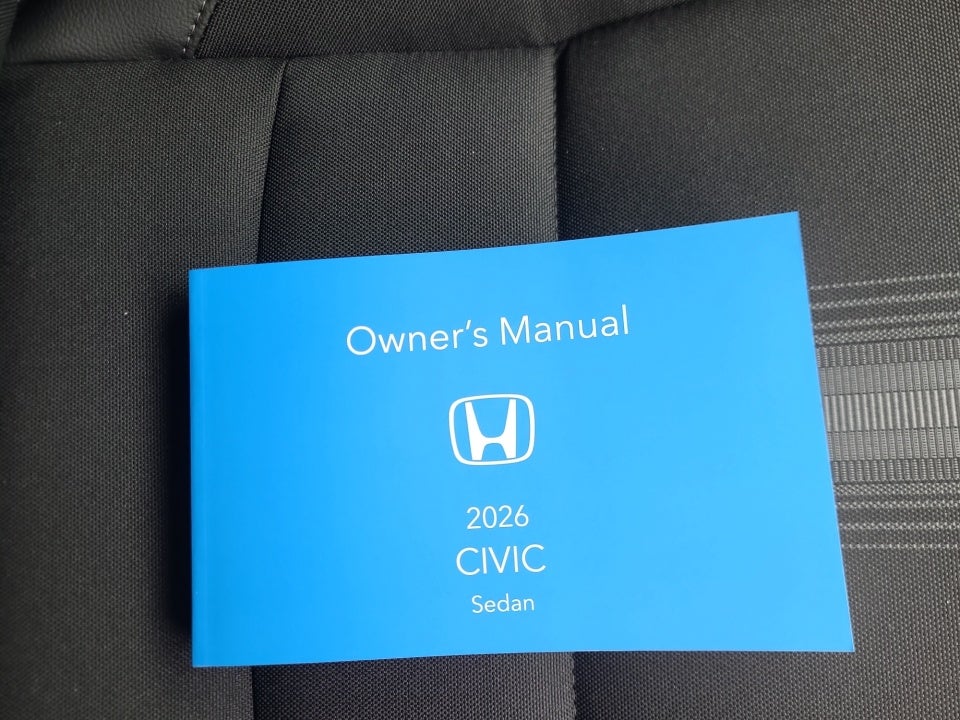 Owner's Manual
2026
CIVIC
Sedan